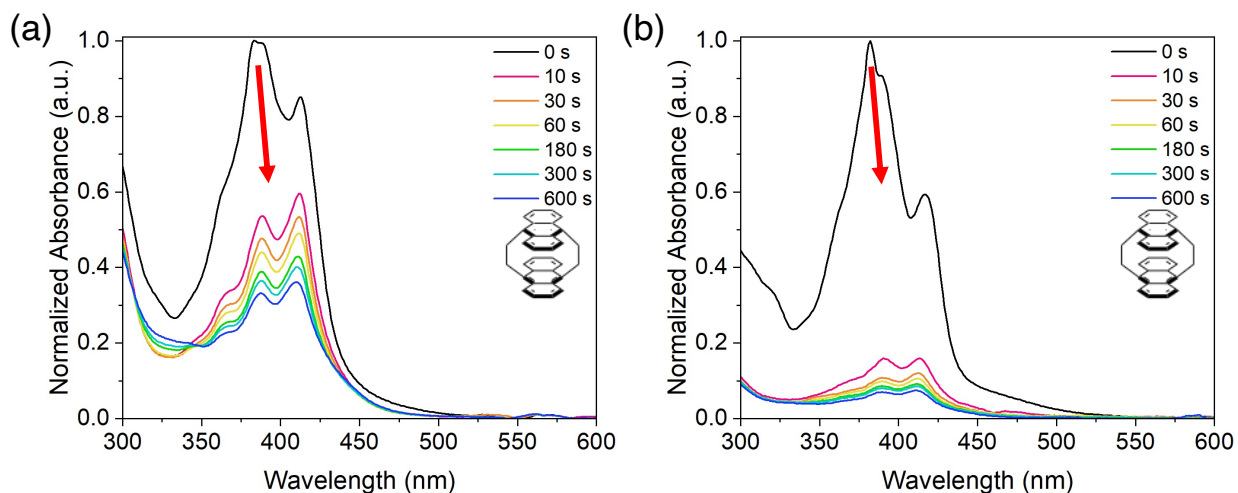 (a)
Normalized Absorbance (a.u.)
1.0
0.8
0.6
0.4
0.2
0.0
300 350 400 450 500 550 600
Wavelength (nm)
0 s
10 s
30 s
60 s
180 s
300 s
600 s
(b)
Normalized Absorbance (a.u.)
1.0
0.8
0.6
0.4
0.2
0.0
300 350 400 450 500 550 600
Wavelength (nm)
0 s
10 s
30 s
60 s
180 s
300 s
600 s